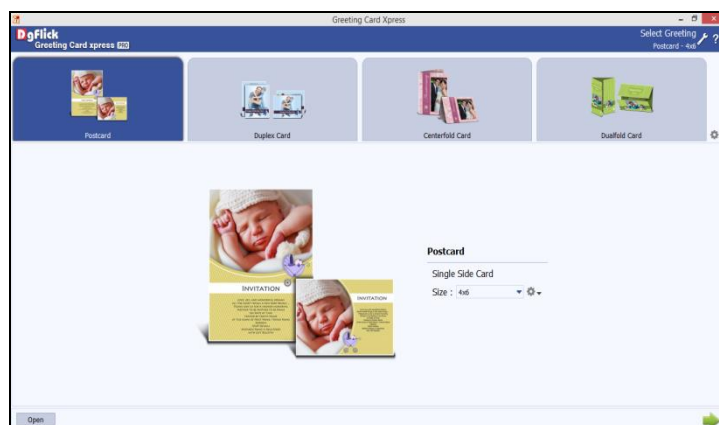 Greeting Card Xpress
DgFlick
Greeting Card xpress PRO
Select Greeting
Postcard - 4x6
?
Postcard
Duplex Card
Centerfold Card
Dualfold Card
INVITATION
INVITATION
Postcard
Single Side Card
Size : 4x6
Open